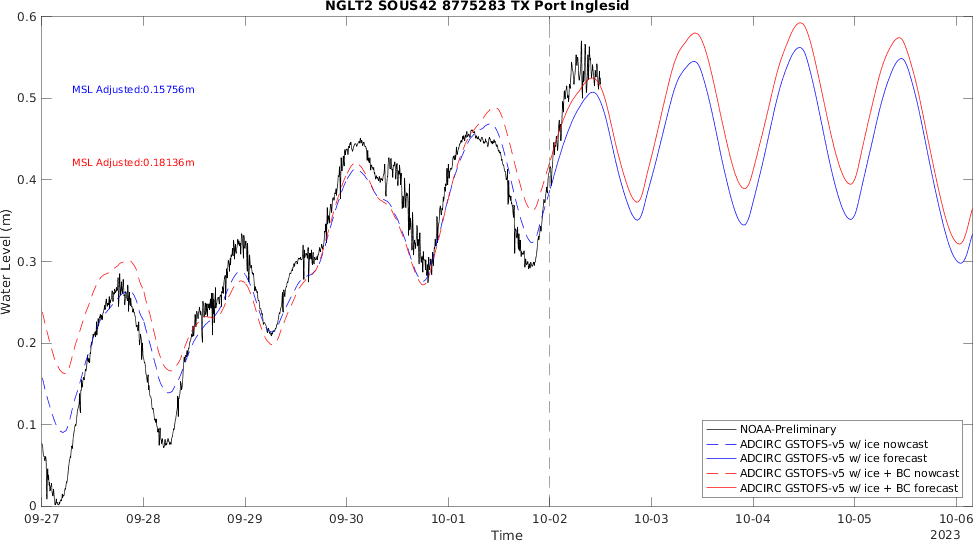 NGLT2 SOUS42 8775283 TX Port Inglesid
0.6
0.5
0.4
0.3
0.2
0.1
0
Water Level (m)
MSL Adjusted:0.15756m
MSL Adjusted:0.18136m
NOAA-Preliminary
ADCIRC GSTOFS-v5 w/ ice nowcast
ADCIRC GSTOFS-v5 w/ ice forecast
ADCIRC GSTOFS-v5 w/ ice + BC nowcast
ADCIRC GSTOFS-v5 w/ ice + BC forecast
09-27 09-28 09-29 09-30 10-01 10-02 10-03 10-04 10-05 10-06
Time
2023